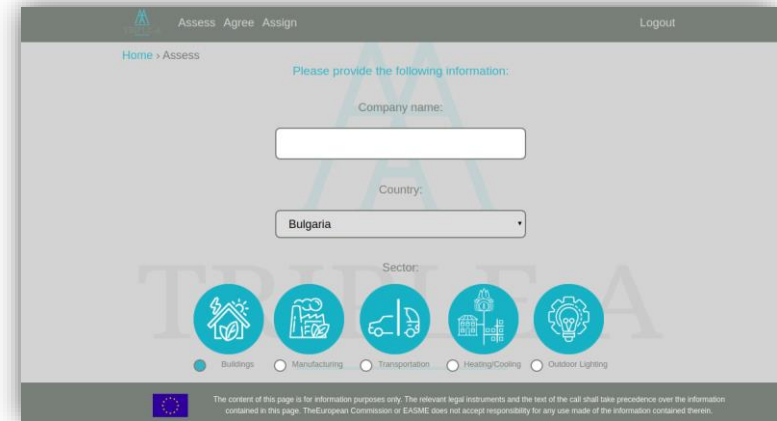 Assess Agree Assign
Logout
Home › Assess
Please provide the following information:
Company name:
Country:
Bulgaria
Sector:
TRIPLE A
Buildings
Manufacturing
Transportation
Heating/Cooling
Outdoor Lighting
The content of this page is for information purposes only. The relevant legal instruments and the text of the call shall take precedence over the information
contained in this page. TheEuropean Commission or EASME does not accept responsibility for any use made of the information contained therein.